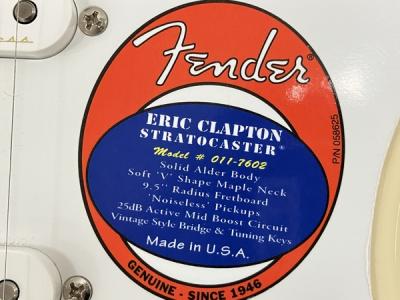 Fender®
ERIC CLAPTON
STRATOCASTER®
Model # 011-7602
Solid Alder Body
Soft 'V' Shape Maple Neck
9.5" Radius Fretboard
'Noiseless' Pickups
25dB Active Mid Boost Circuit
Vintage Style Bridge & Tuning Keys
Made in U.S.A.
GENUINE - SINCE 1946
P/N 058625